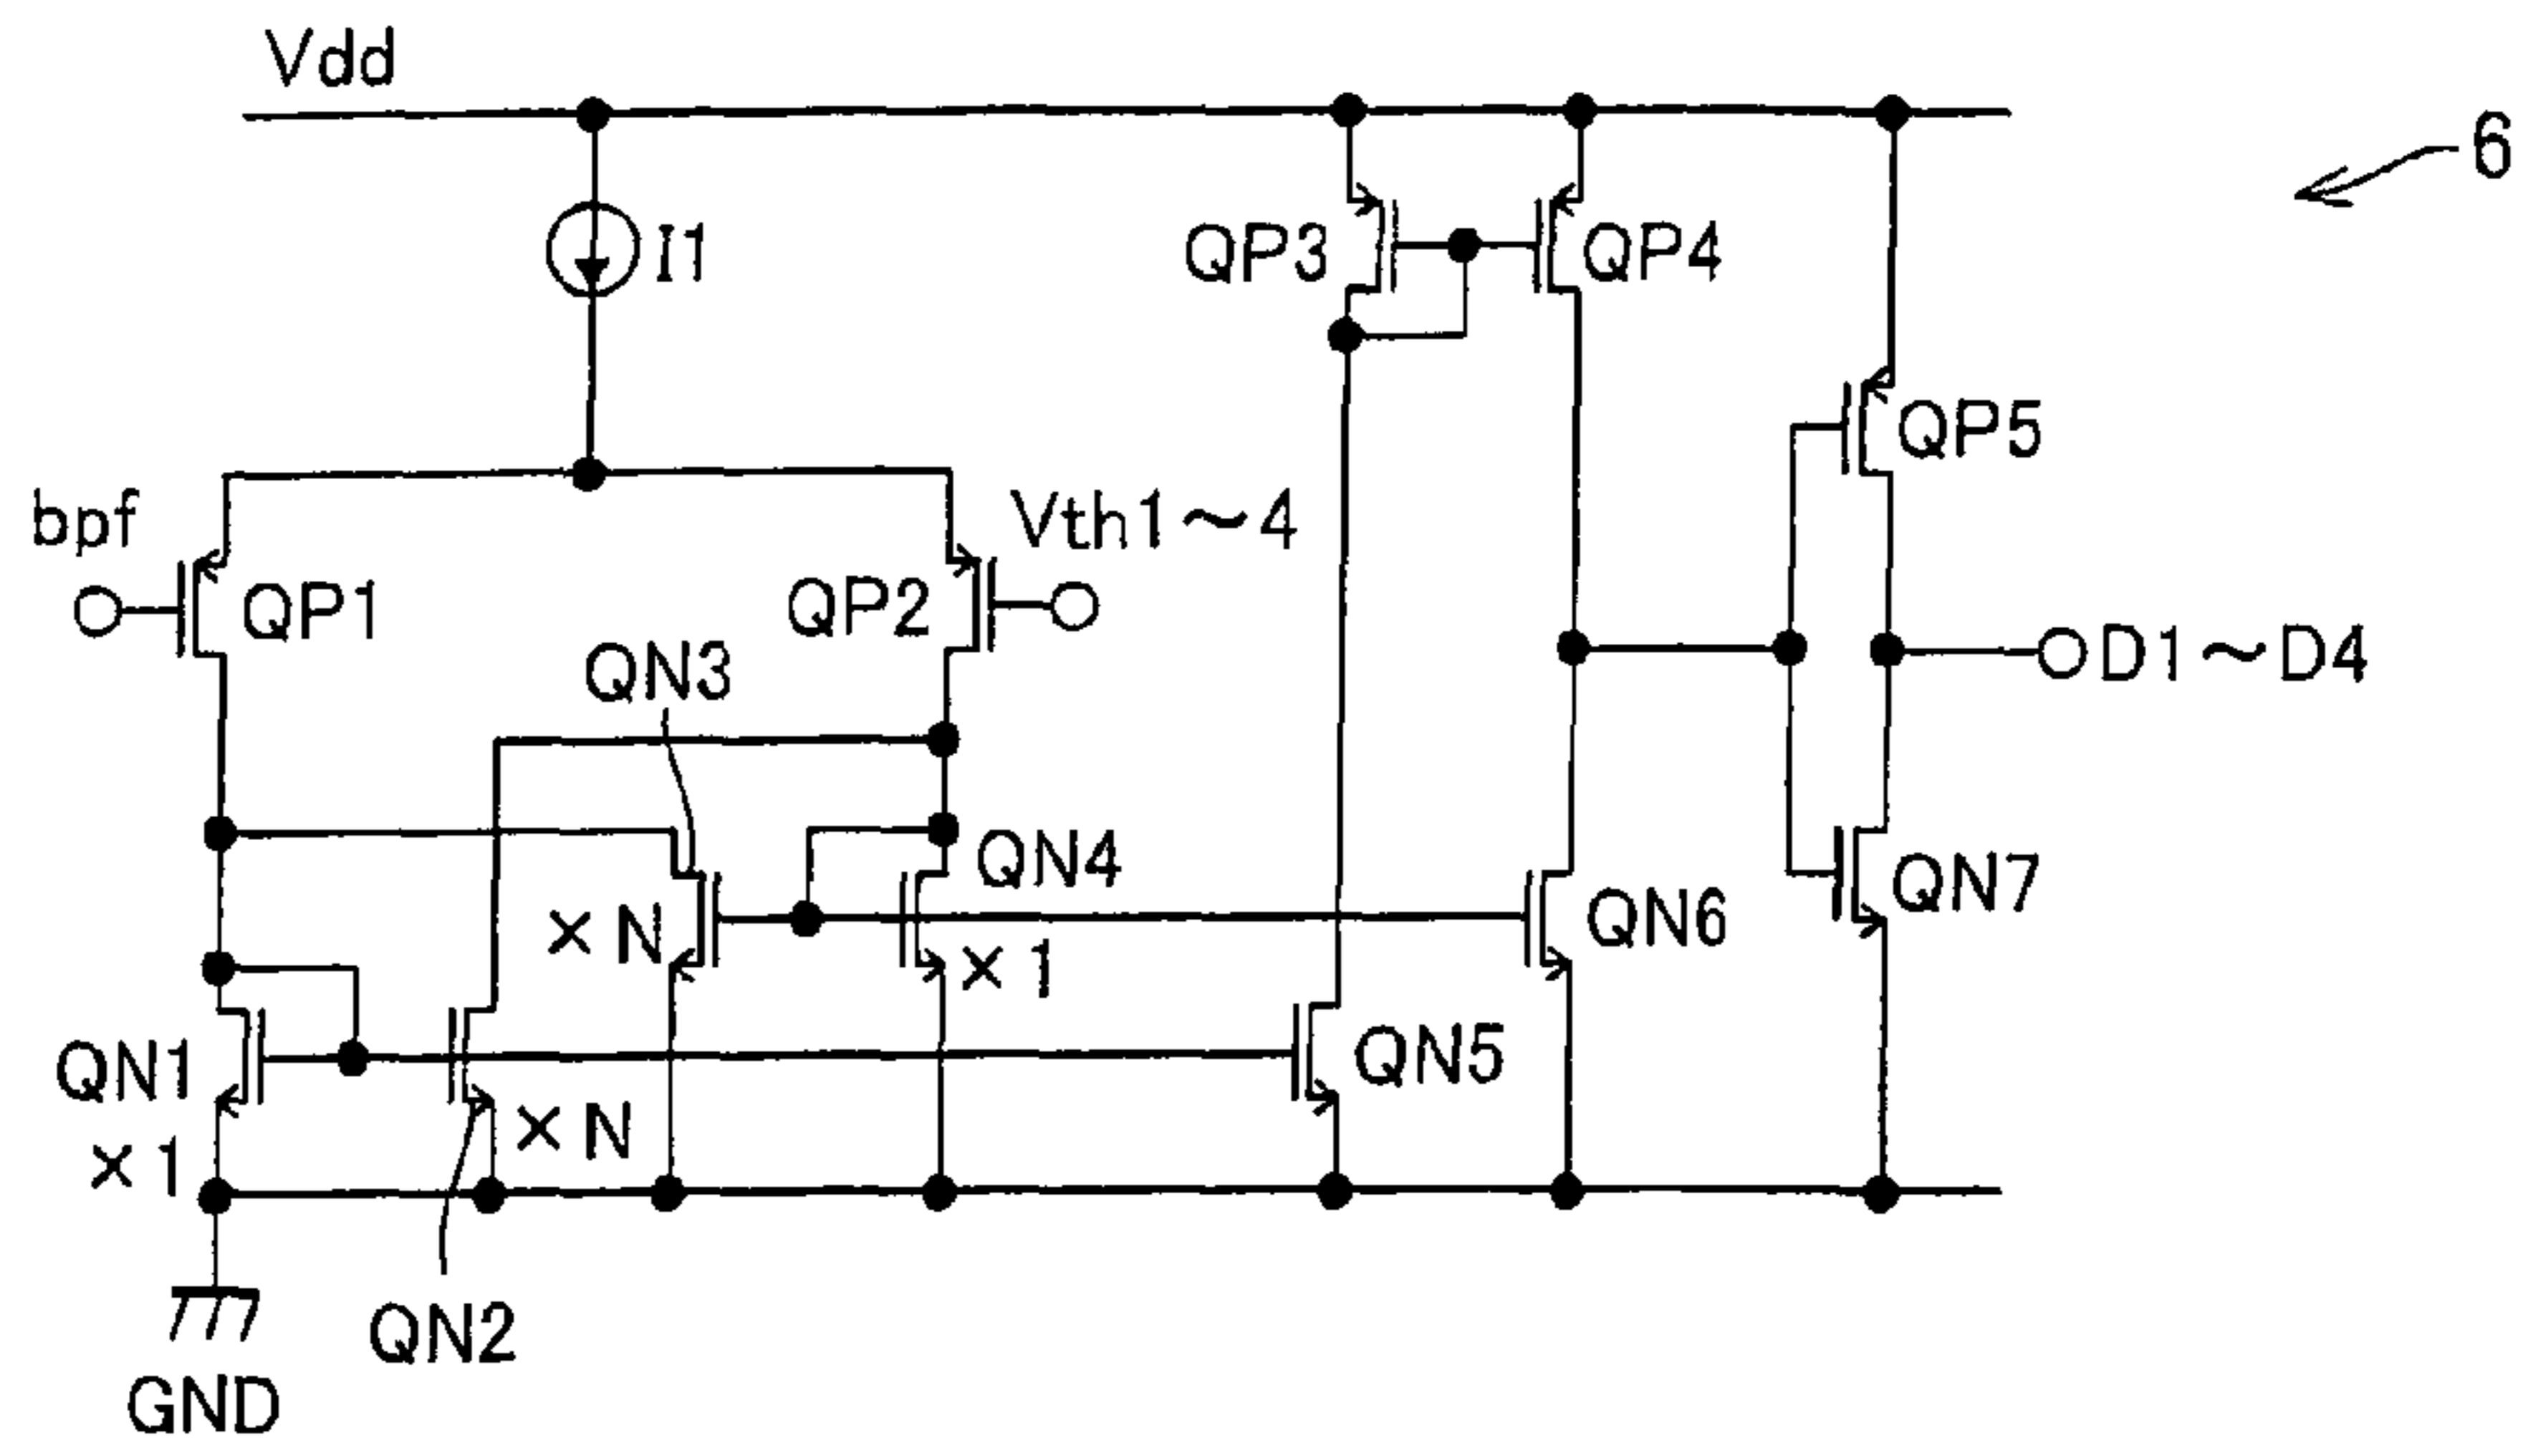 Vdd
6
I1
QP3
QP4
QP5
bpf
Vth1～4
QP1
QP2
QN3
D1～D4
QN4
×N
×1
QN6
QN7
QN1
QN5
×1
×N
QN2
GND